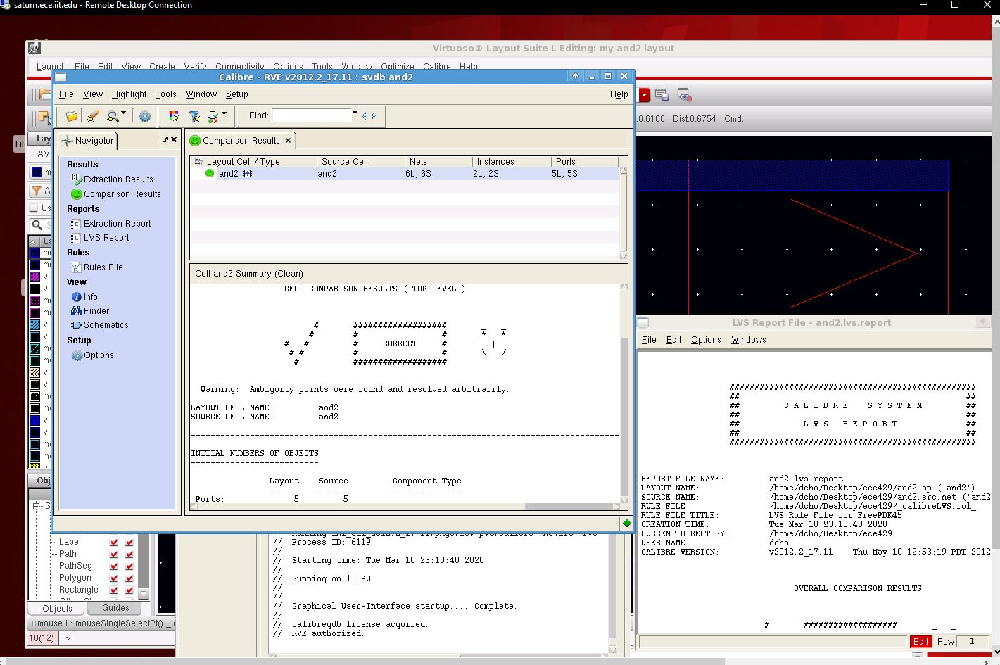 saturn.ece.iit.edu - Remote Desktop Connection
Virtuoso® Layout Suite L Editing: my and2 layout
Launch File Edit View Create Verify Connectivity Options Tools Window Optimize Calibre Help
Calibre - RVE v2012.2_17.11 : svdb and2
File View Highlight Tools Window Setup Help
Find:
:0.6100 Dist:0.6754 Cmd:
Navigator
Comparison Results
Results
Extraction Results
Comparison Results
Reports
Extraction Report
LVS Report
Rules
Rules File
View
Info
Finder
Schematics
Setup
Options
Layout Cell / Type Source Cell Nets Instances Ports
and2 and2 6L, 6S 2L, 2S 5L, 5S
Cell and2 Summary (Clean)
CELL COMPARISON RESULTS ( TOP LEVEL )
# ################### _ _
# # # * *
# # # CORRECT # |
# # # # \___/
# ###################
Warning: Ambiguity points were found and resolved arbitrarily.
LAYOUT CELL NAME: and2
SOURCE CELL NAME: and2
INITIAL NUMBERS OF OBJECTS
Layout Source Component Type
Ports: 5 5
LVS Report File - and2.lvs.report
File Edit Options Windows
##################################################
## ##
## C A L I B R E S Y S T E M ##
## ##
## L V S R E P O R T ##
## ##
##################################################
REPORT FILE NAME: and2.lvs.report
LAYOUT NAME: /home/dcho/Desktop/ece429/and2.sp ('and2')
SOURCE NAME: /home/dcho/Desktop/ece429/and2.src.net ('and2
RULE FILE: /home/dcho/Desktop/ece429/_calibreLVS.rul_
RULE FILE TITLE: LVS Rule File for FreePDK45
CREATION TIME: Tue Mar 10 23:10:40 2020
CURRENT DIRECTORY: /home/dcho/Desktop/ece429
USER NAME: dcho
CALIBRE VERSION: v2012.2_17.11 Thu May 10 12:53:19 PDT 2012
OVERALL COMPARISON RESULTS
# ################### _ _
Edit Row 1
// Process ID: 6119
//
// Starting time: Tue Mar 10 23:10:40 2020
//
// Running on 1 CPU
//
//
// Graphical User-Interface startup.... Complete.
//
// calibreqdb license acquired.
// RVE authorized.
Fil
Lay
AV
Us
Obj
Label
Path
PathSeg
Polygon
Rectangle
Objects Guides
mouse L: mouseSingleSelectPt() _le
10(12) >